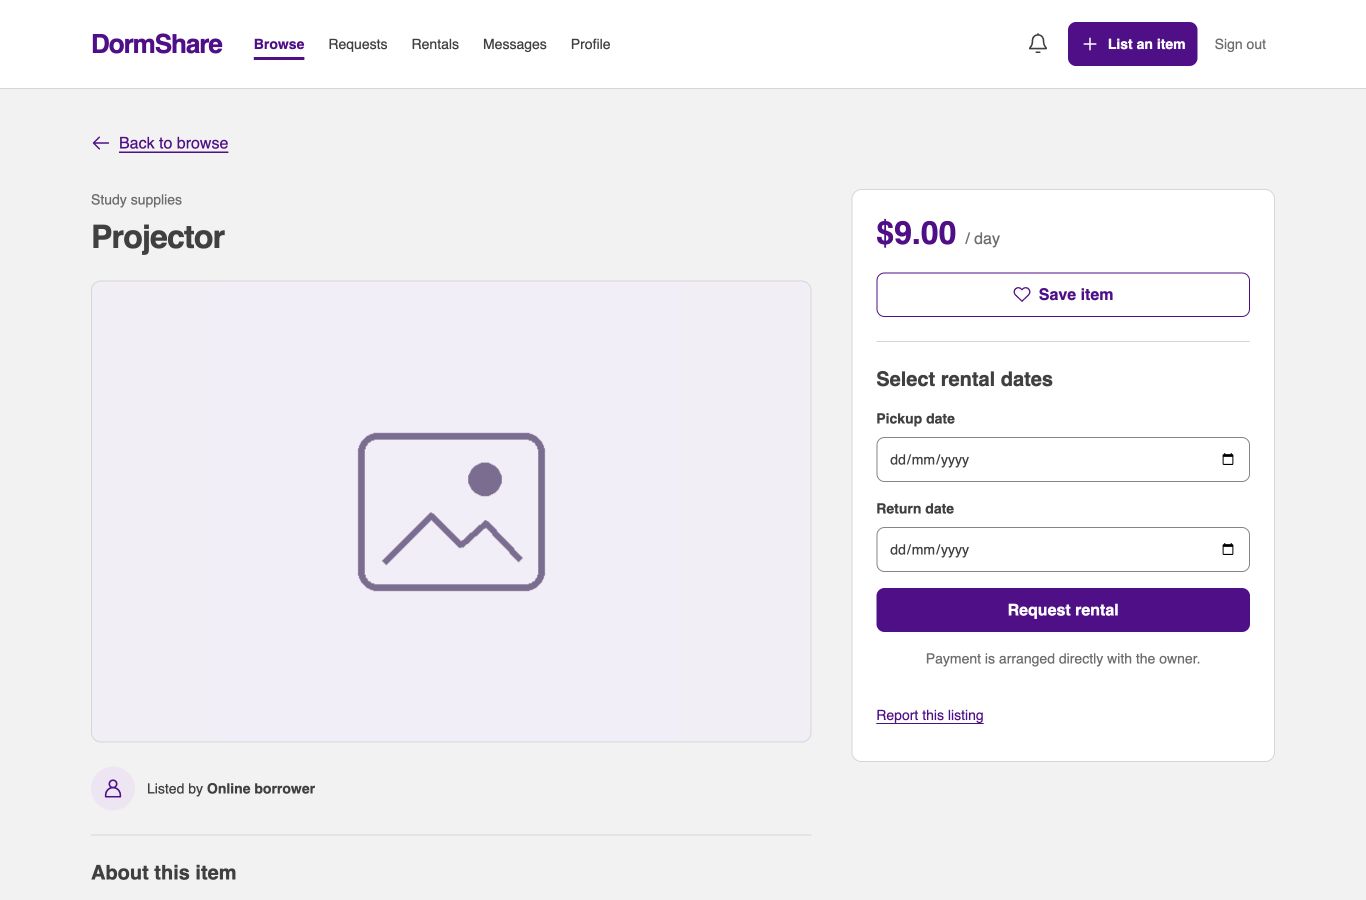 DormShare
Browse
Requests
Rentals
Messages
Profile
List an item
Sign out
Back to browse
Study supplies
Projector
Listed by Online borrower
About this item
$9.00 / day
Save item
Select rental dates
Pickup date
dd/mm/yyyy
Return date
dd/mm/yyyy
Request rental
Payment is arranged directly with the owner.
Report this listing